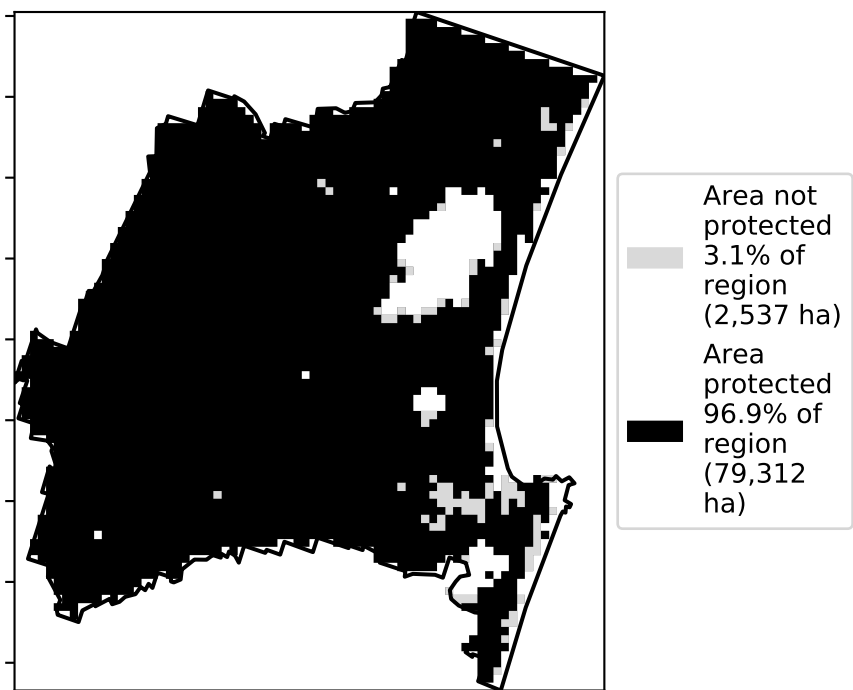 Area not
protected
3.1% of
region
(2,537 ha)
Area
protected
96.9% of
region
(79,312
ha)